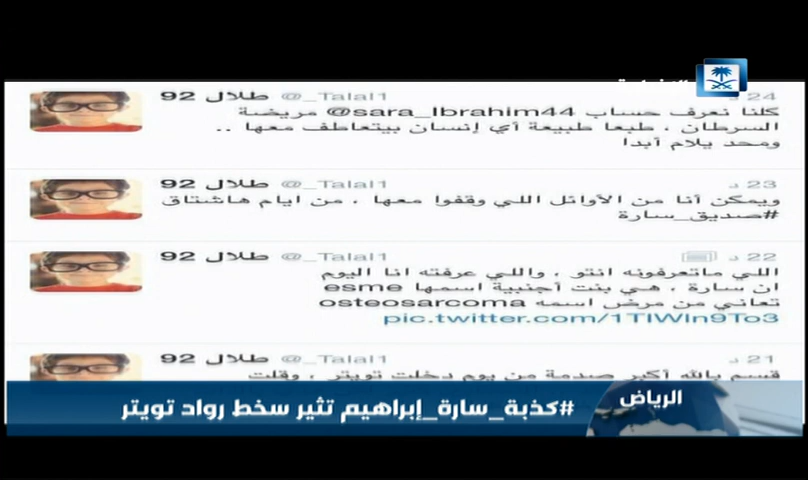 طلال 92 @_Talal1 24 د
كلنا نعرف حساب @sara_Ibrahim44 مريضة
السرطان ، طبعا طبيعة أي إنسان بيتعاطف معها ..
ومحد يلام أبدا
طلال 92 @_Talal1 23 د
ويمكن أنا من الأوائل اللي وقفوا معها ، من ايام هاشتاق
#صديق_سارة
طلال 92 @_Talal1 22 د
اللي ماتعرفونه انتو ، واللي عرفته انا اليوم
ان سارة ، هي بنت أجنبية اسمها esme
تعاني من مرض اسمه osteosarcoma
pic.twitter.com/1TIWIn9To3
طلال 92 @_Talal1 21 د
قسم بالله أكبر صدمة من يوم دخلت تويتر ، وقلت
الرياض
#كذبة_سارة_إبراهيم تثير سخط رواد تويتر